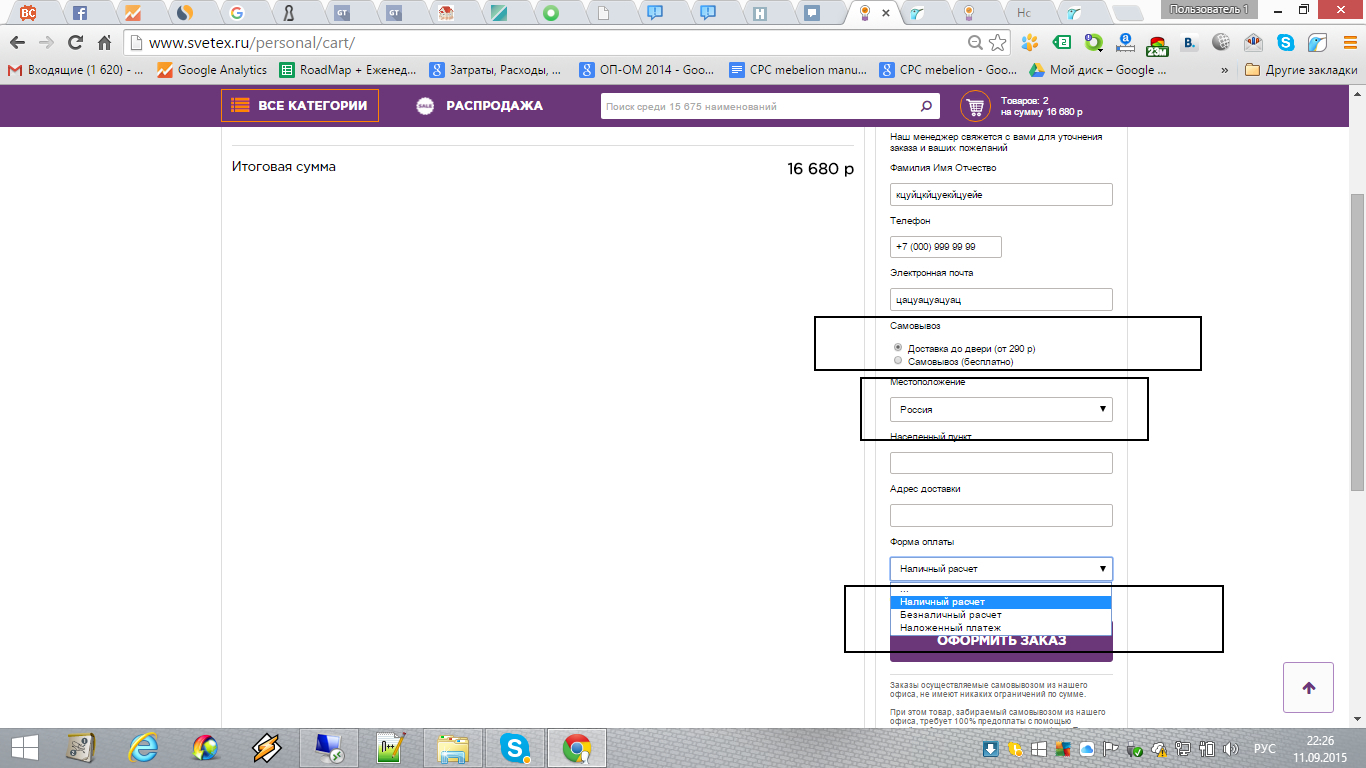 Пользователь 1
www.svetex.ru/personal/cart/
Входящие (1 620) - ...
Google Analytics
RoadMap + Еженед...
Затраты, Расходы, ...
ОП-ОМ 2014 - Goo...
CPC mebelion manu...
CPC mebelion - Goo...
Мой диск – Google ...
»
Другие закладки
ВСЕ КАТЕГОРИИ
SALE
РАСПРОДАЖА
Поиск среди 15 675 наименований
Товаров: 2
на сумму 16 680 р
Итоговая сумма
16 680 р
Наш менеджер свяжется с вами для уточнения
заказа и ваших пожеланий
Фамилия Имя Отчество
кцуйцкйцуекйцуейе
Телефон
+7 (000) 999 99 99
Электронная почта
цацуацуацуац
Самовывоз
Доставка до двери (от 290 р)
Самовывоз (бесплатно)
Местоположение
Россия
Населенный пункт
Адрес доставки
Форма оплаты
Наличный расчет
...
Наличный расчет
Безналичный расчет
Наложенный платеж
ОФОРМИТЬ ЗАКАЗ
Заказы осуществляемые самовывозом из нашего
офиса, не имеют никаких ограничений по сумме.
При этом товар, забираемый самовывозом из нашего
офиса, требует 100% предоплаты с помощью
РУС
22:26
11.09.2015